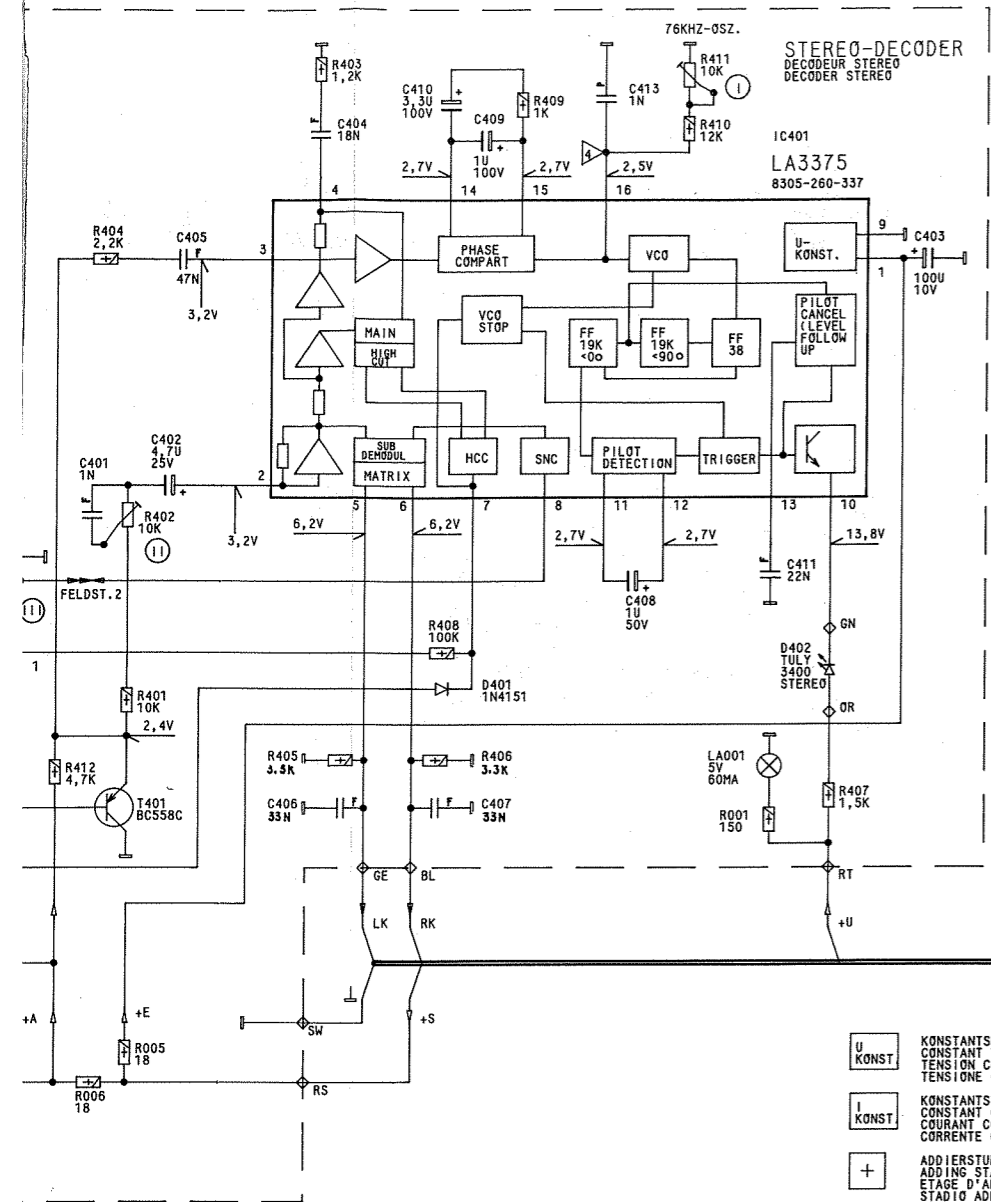 76KHZ-OSZ.
STEREO-DECODER
DECODEUR STEREO
DECODER STEREO
R403
1,2K
C404
18N
C410
3,3U
100V
C409
1U
100V
R409
1K
C413
1N
R411
10K
I
R410
12K
IC401
LA3375
8305-260-337
4
2,7V
2,7V
2,5V
4
14
15
16
R404
2,2K
C405
47N
F
3,2V
3
PHASE
COMPART
VCO
U-
KONST.
9
1
C403
100U
10V
VCO
STOP
MAIN
HIGH
CUT
FF
19K
<0o
FF
19K
<90o
FF
38
PILOT
CANCEL
(LEVEL
FOLLOW
UP
C402
4,7U
25V
C401
1N
F
R402
10K
II
3,2V
2
SUB
DEMODUL
MATRIX
HCC
SNC
PILOT
DETECTION
TRIGGER
5
6
7
8
11
12
13
10
6,2V
6,2V
2,7V
2,7V
13,8V
C408
1U
50V
F
C411
22N
FELDST.2
III
1
R408
100K
D401
1N4151
GN
D402
TULY
3400
STEREO
OR
R401
10K
2,4V
R412
4,7K
T401
BC558C
R405
3.5K
R406
3.3K
C406
33N
F
F
C407
33N
LA001
5V
60MA
R001
150
R407
1,5K
GE
BL
RT
LK
RK
+U
+A
+E
SW
+S
R005
18
R006
18
RS
U
KONST.
KONSTANTS
CONSTANT
TENSION C
TENSIONE
I
KONST.
KONSTANTS
CONSTANT
COURANT C
CORRENTE
+
ADDIERSTU
ADDING STA
ETAGE D'A
STADIO AD